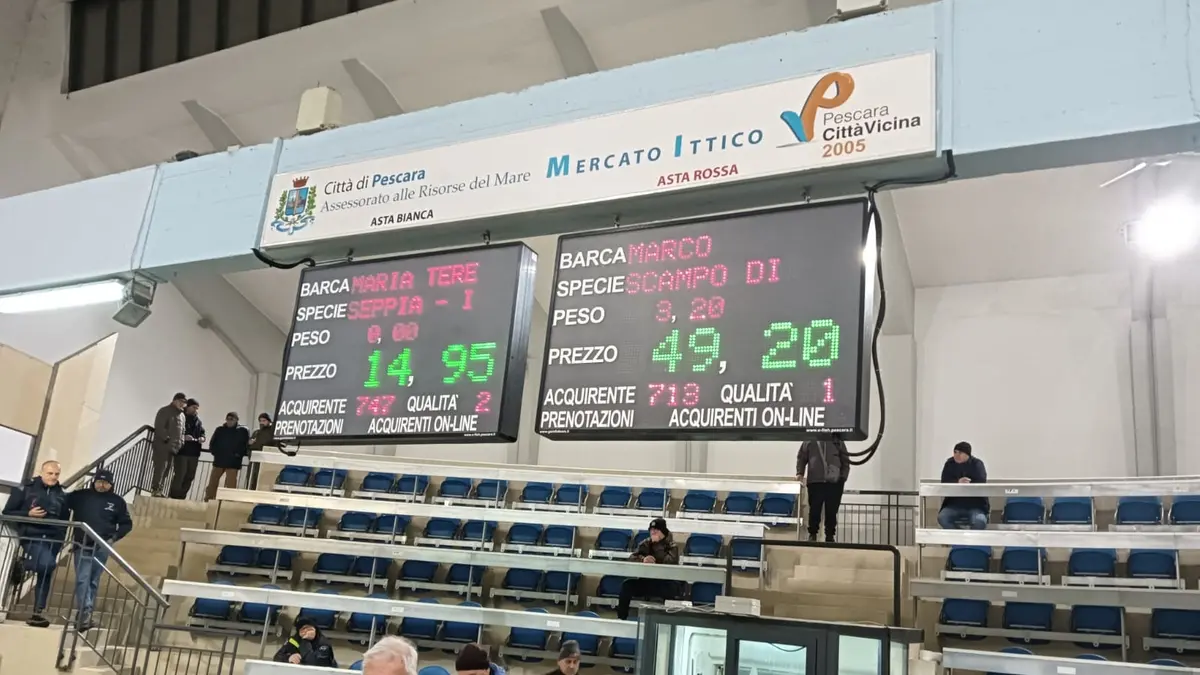 Città di Pescara
Assessorato alle Risorse del Mare
ASTA BIANCA
MERCATO ITTICO
ASTA ROSSA
Pescara
CittàVicina
2005
BARCA MARIA TERE
SPECIE SEPPIA - I
PESO 0,00
PREZZO 14,95
ACQUIRENTE 747 QUALITA` 2
PRENOTAZIONI ACQUIRENTI ON-LINE
BARCA MARCO
SPECIE SCAMPO DI
PESO 3,20
PREZZO 49,20
ACQUIRENTE 713 QUALITA` 1
PRENOTAZIONI ACQUIRENTI ON-LINE